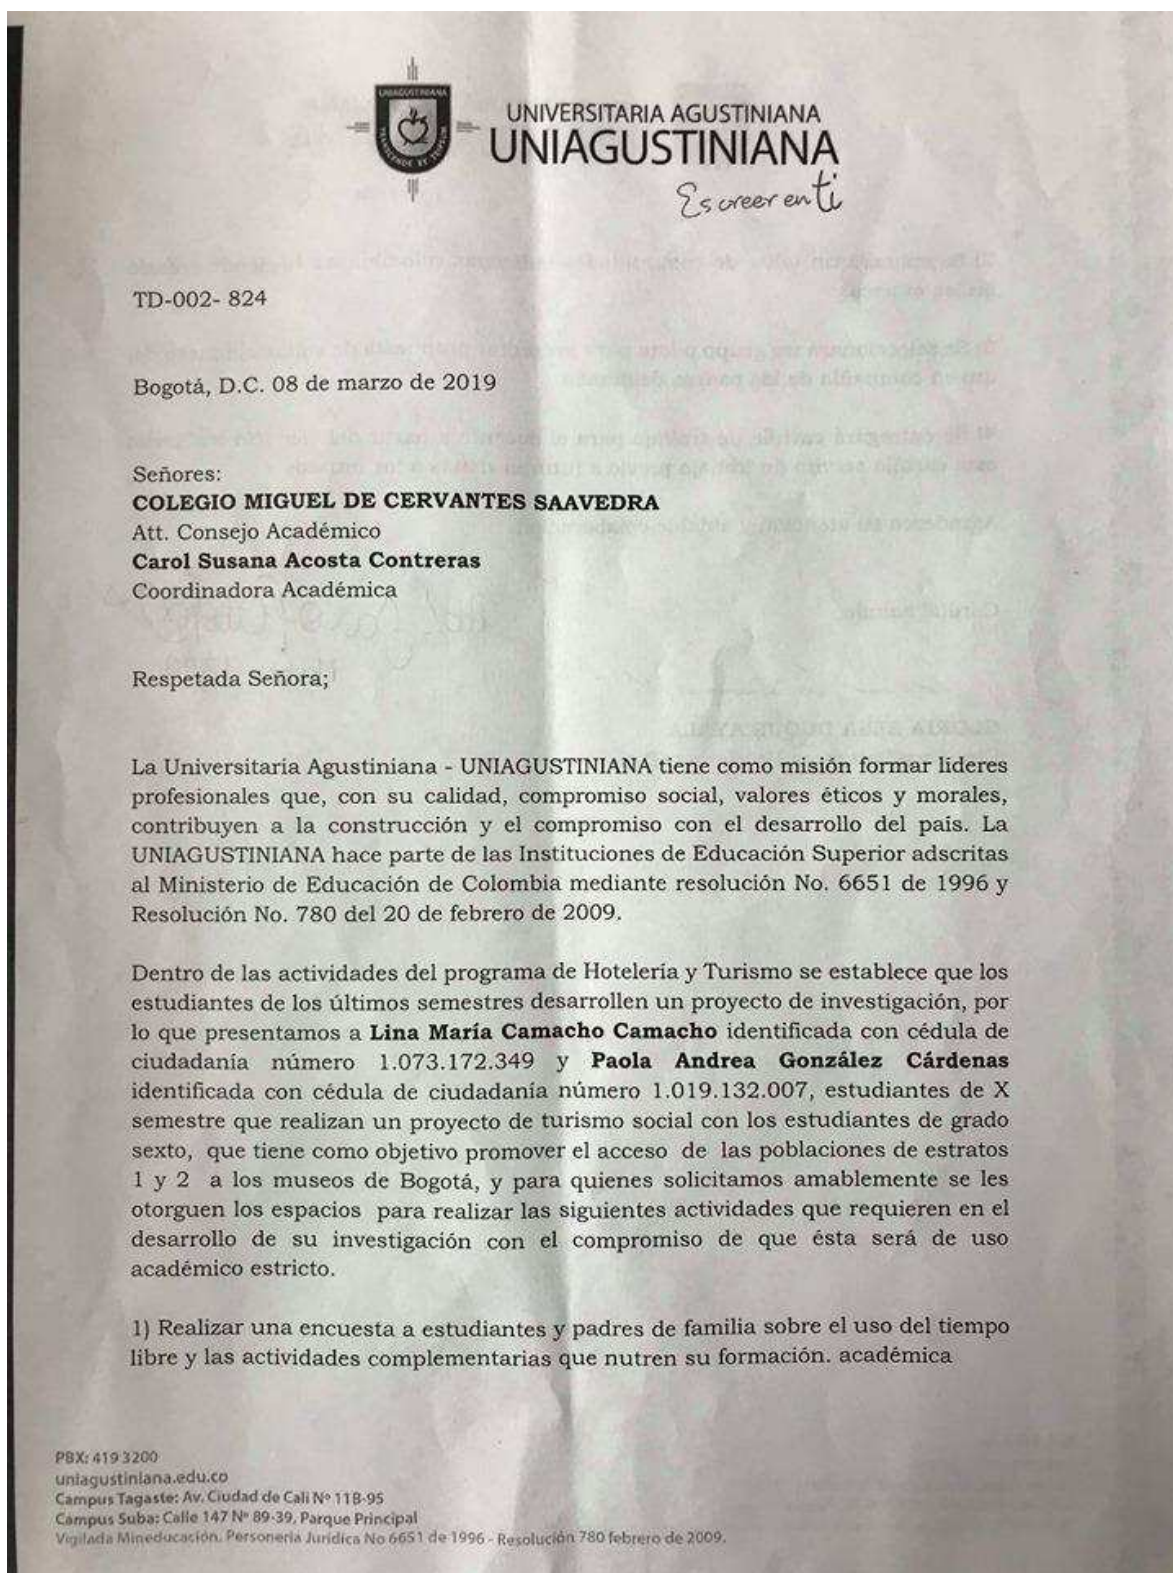 UNIAGUSTINIANA
UNIVERSITARIA AGUSTINIANA
UNIAGUSTINIANA
Es creer en ti
TD-002- 824
Bogotá, D.C. 08 de marzo de 2019
Señores:
COLEGIO MIGUEL DE CERVANTES SAAVEDRA
Att. Consejo Académico
Carol Susana Acosta Contreras
Coordinadora Académica
Respetada Señora;
La Universitaria Agustiniana - UNIAGUSTINIANA tiene como misión formar lideres
profesionales que, con su calidad, compromiso social, valores éticos y morales,
contribuyen a la construcción y el compromiso con el desarrollo del país. La
UNIAGUSTINIANA hace parte de las Instituciones de Educación Superior adscritas
al Ministerio de Educación de Colombia mediante resolución No. 6651 de 1996 y
Resolución No. 780 del 20 de febrero de 2009.
Dentro de las actividades del programa de Hotelería y Turismo se establece que los
estudiantes de los últimos semestres desarrollen un proyecto de investigación, por
lo que presentamos a Lina María Camacho Camacho identificada con cédula de
ciudadanía número 1.073.172.349 y Paola Andrea González Cárdenas
identificada con cédula de ciudadanía número 1.019.132.007, estudiantes de X
semestre que realizan un proyecto de turismo social con los estudiantes de grado
sexto, que tiene como objetivo promover el acceso de las poblaciones de estratos
1 y 2 a los museos de Bogotá, y para quienes solicitamos amablemente se les
otorguen los espacios para realizar las siguientes actividades que requieren en el
desarrollo de su investigación con el compromiso de que ésta será de uso
académico estricto.
1) Realizar una encuesta a estudiantes y padres de familia sobre el uso del tiempo
libre y las actividades complementarias que nutren su formación. académica
PBX: 419 3200
uniagustiniana.edu.co
Campus Tagaste: Av. Ciudad de Cali Nº 11B-95
Campus Suba: Calle 147 Nº 89-39, Parque Principal
Vigilada Mineducación. Personería Jurídica No 6651 de 1996 - Resolución 780 febrero de 2009.